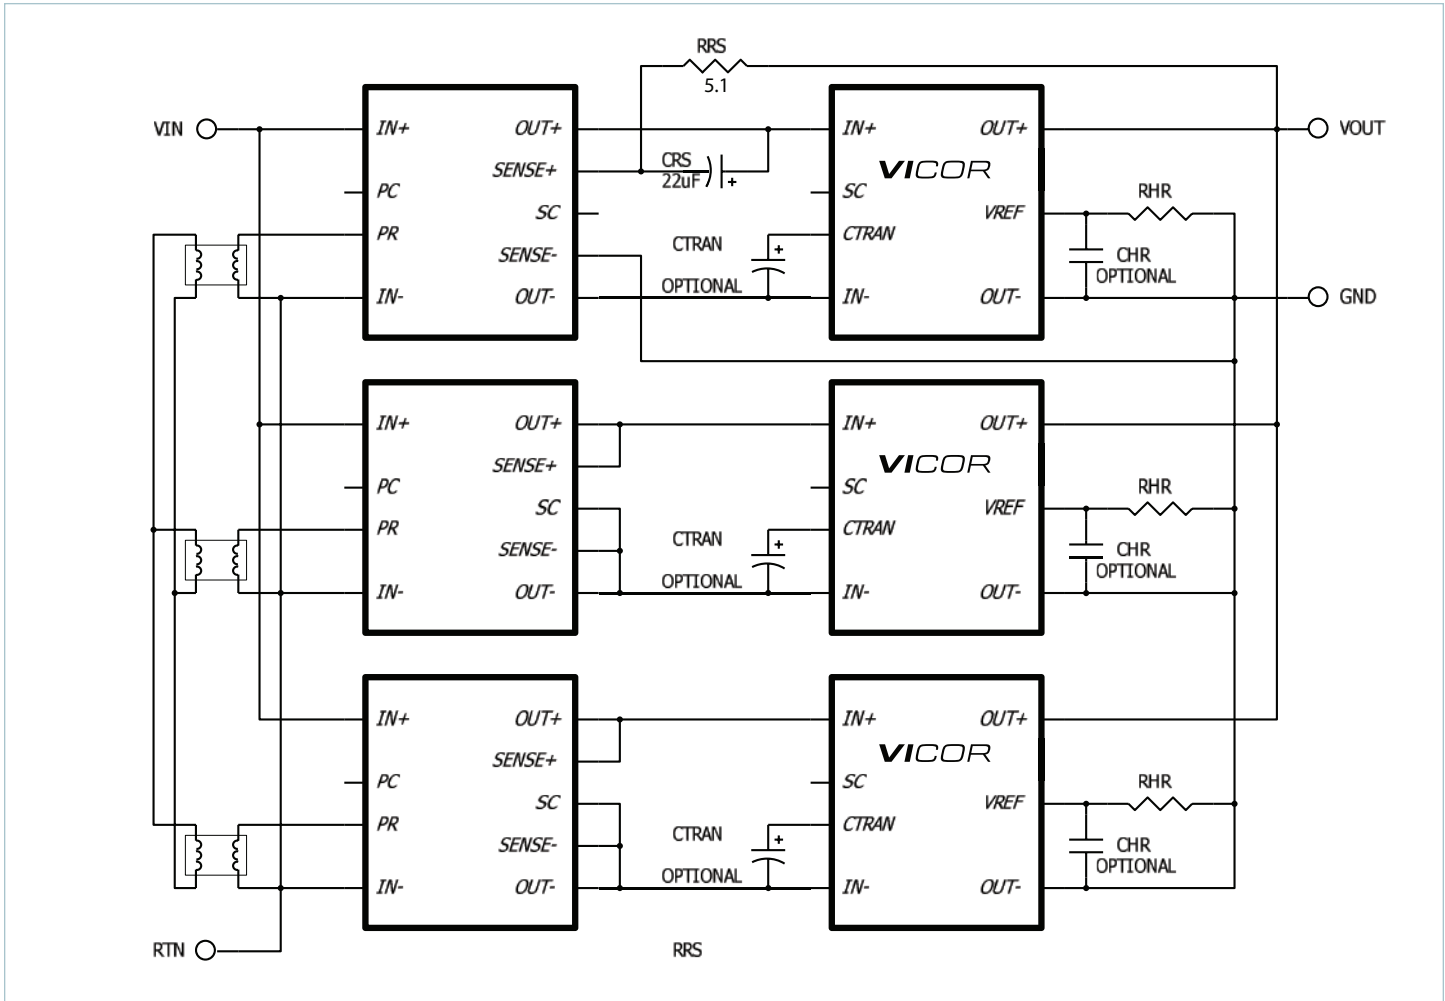 RRS
5.1
VIN
IN+
OUT+
IN+
OUT+
VOUT
CRS
SENSE+
VICOR
22uF
+
PC
SC
RHR
SC
VREF
PR
CTRAN
+
CTRAN
SENSE-
CHR
OPTIONAL
OPTIONAL
IN-
OUT-
IN-
OUT-
GND
IN+
OUT+
IN+
OUT+
SENSE+
VICOR
PC
SC
RHR
SC
VREF
PR
CTRAN
+
CTRAN
SENSE-
CHR
OPTIONAL
OPTIONAL
IN-
OUT-
IN-
OUT-
IN+
OUT+
IN+
OUT+
SENSE+
VICOR
PC
SC
RHR
SC
VREF
PR
CTRAN
+
CTRAN
SENSE-
CHR
OPTIONAL
OPTIONAL
IN-
OUT-
IN-
OUT-
RTN
RRS